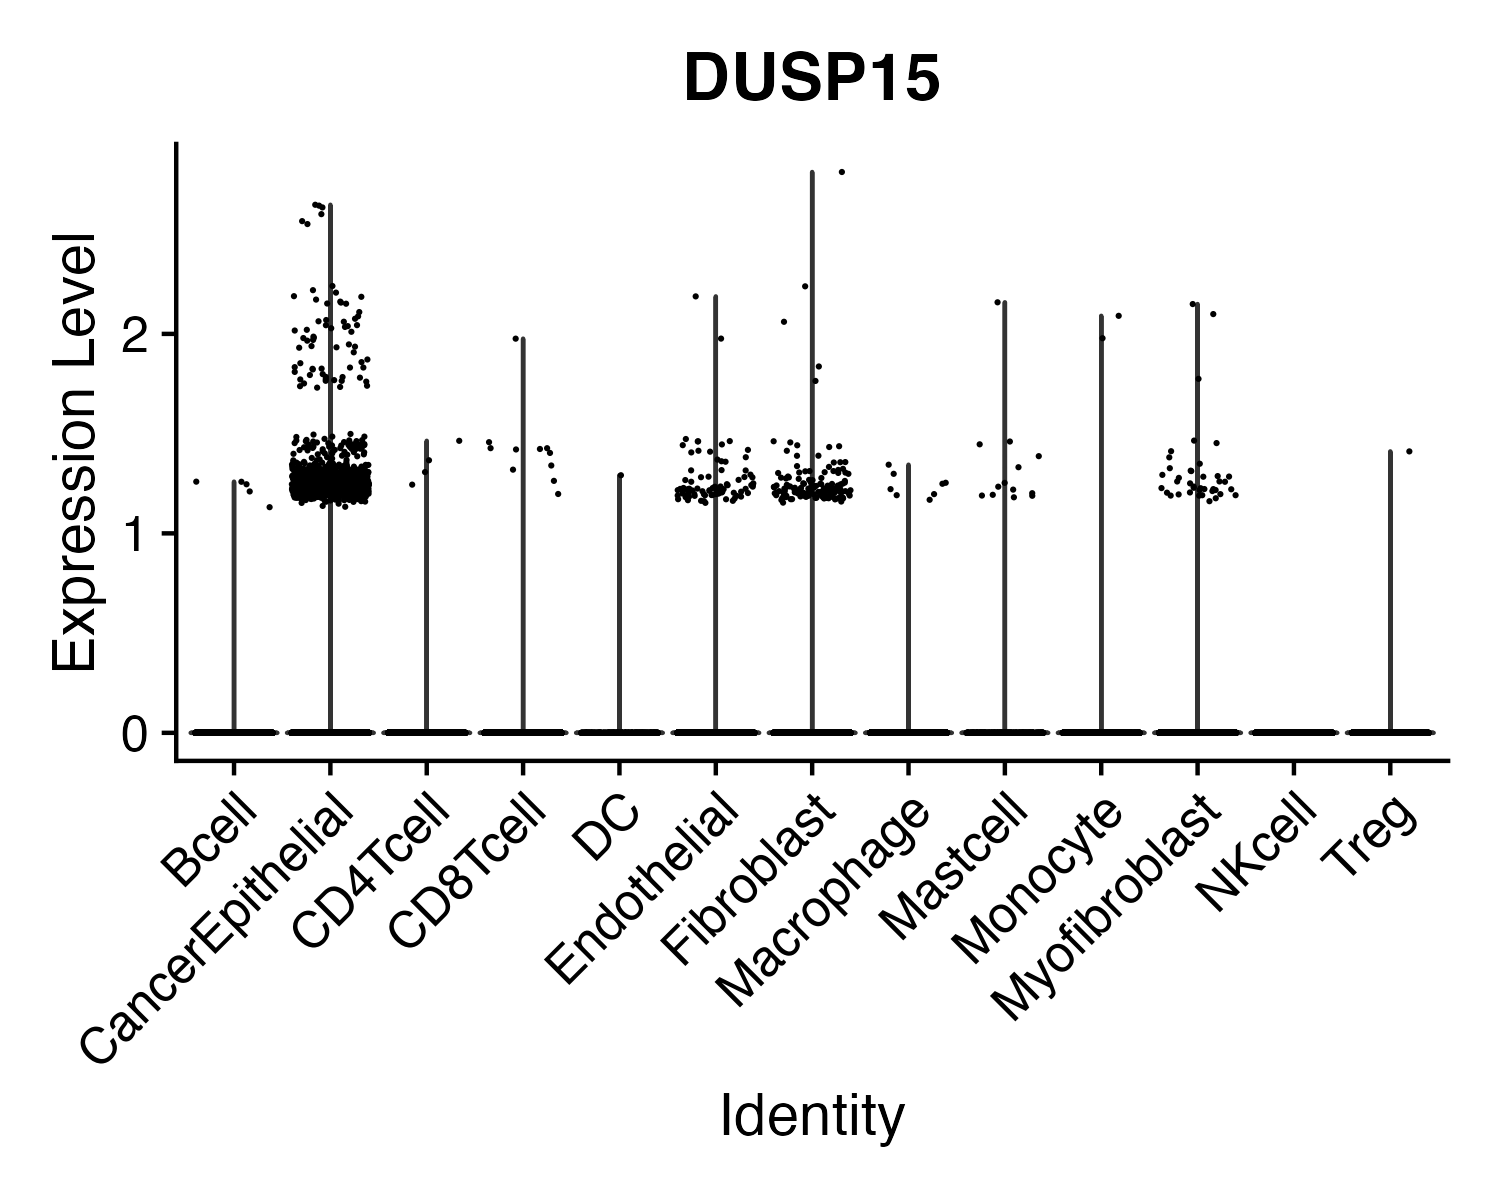 DUSP15
Expression Level
2
1
0
Bcell
CancerEpithelial
CD4Tcell
CD8Tcell
DC
Endothelial
Fibroblast
Macrophage
Mastcell
Monocyte
Myofibroblast
NKcell
Treg
Identity